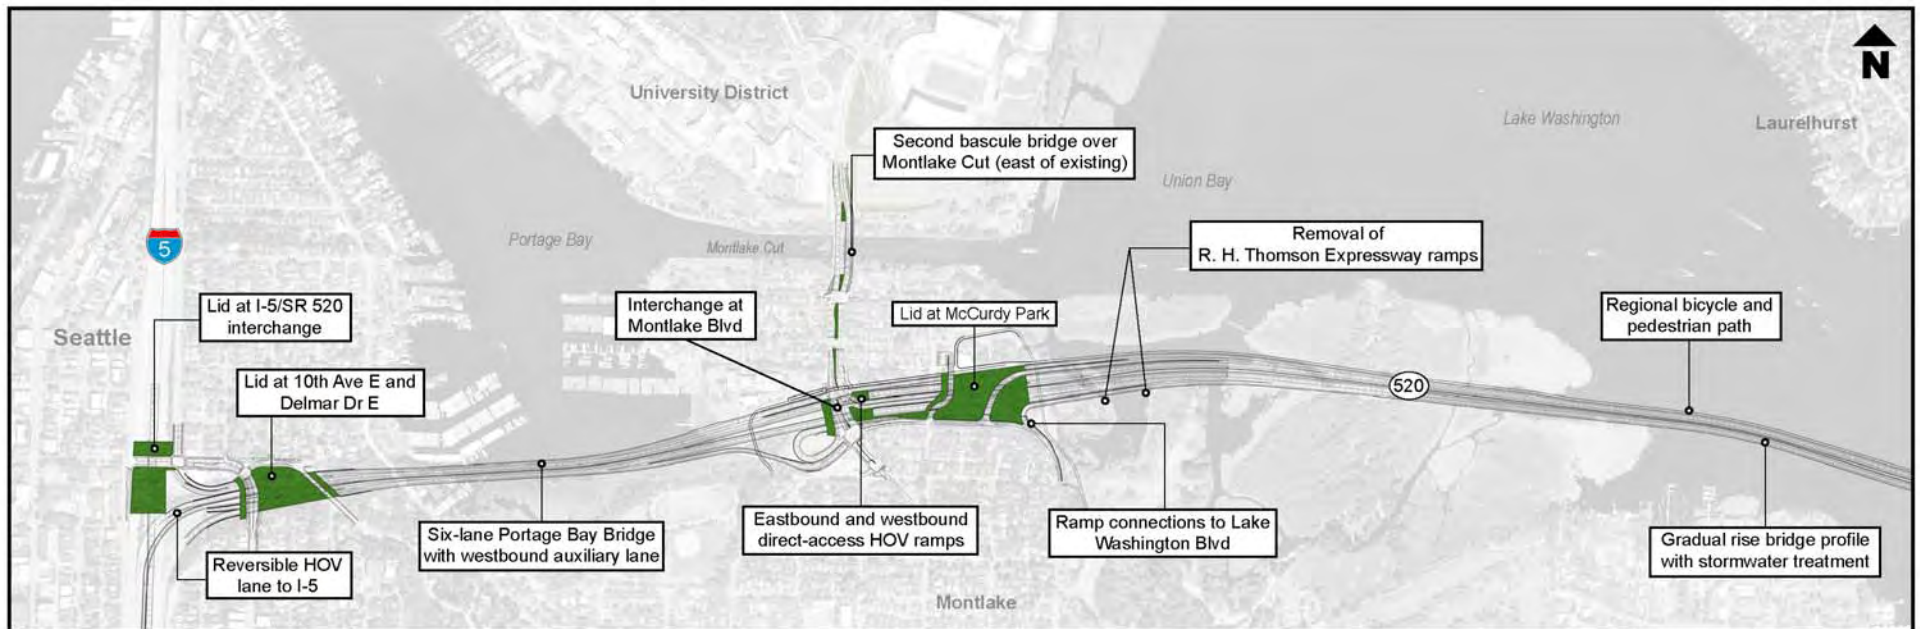 N
University District
Lake Washington
Laurelhurst
Second bascule bridge over
Montlake Cut (east of existing)
Union Bay
Portage Bay
Montlake Cut
5
Removal of
R. H. Thomson Expressway ramps
Lid at I-5/SR 520
interchange
Interchange at
Montlake Blvd
Lid at McCurdy Park
Regional bicycle and
pedestrian path
Seattle
Lid at 10th Ave E and
Delmar Dr E
520
Six-lane Portage Bay Bridge
with westbound auxiliary lane
Eastbound and westbound
direct-access HOV ramps
Ramp connections to Lake
Washington Blvd
Gradual rise bridge profile
with stormwater treatment
Reversible HOV
lane to I-5
Montlake